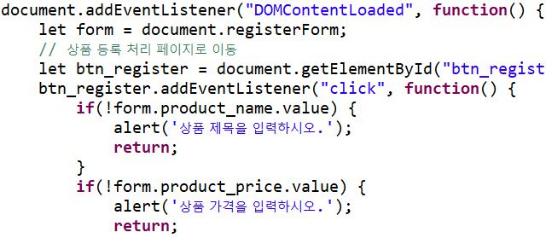 document.addEventListener("DOMContentLoaded", function() {
    let form = document.registerForm;
    // 상품 등록 처리 페이지로 이동
    let btn_register = document.getElementById("btn_regist
    btn_register.addEventListener("click", function() {
        if(!form.product_name.value) {
            alert('상품 제목을 입력하시오.');
            return;
        }
        if(!form.product_price.value) {
            alert('상품 가격을 입력하시오.');
            return;